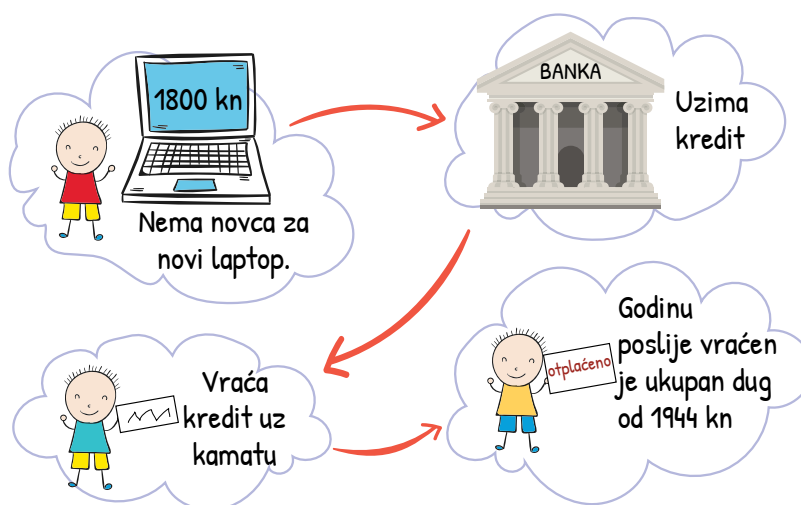 1800 kn
Nema novca za
novi laptop.
BANKA
Uzima
kredit
Vraća
kredit uz
kamatu
otplaćeno
Godinu
poslije vraćen
je ukupan dug
od 1944 kn